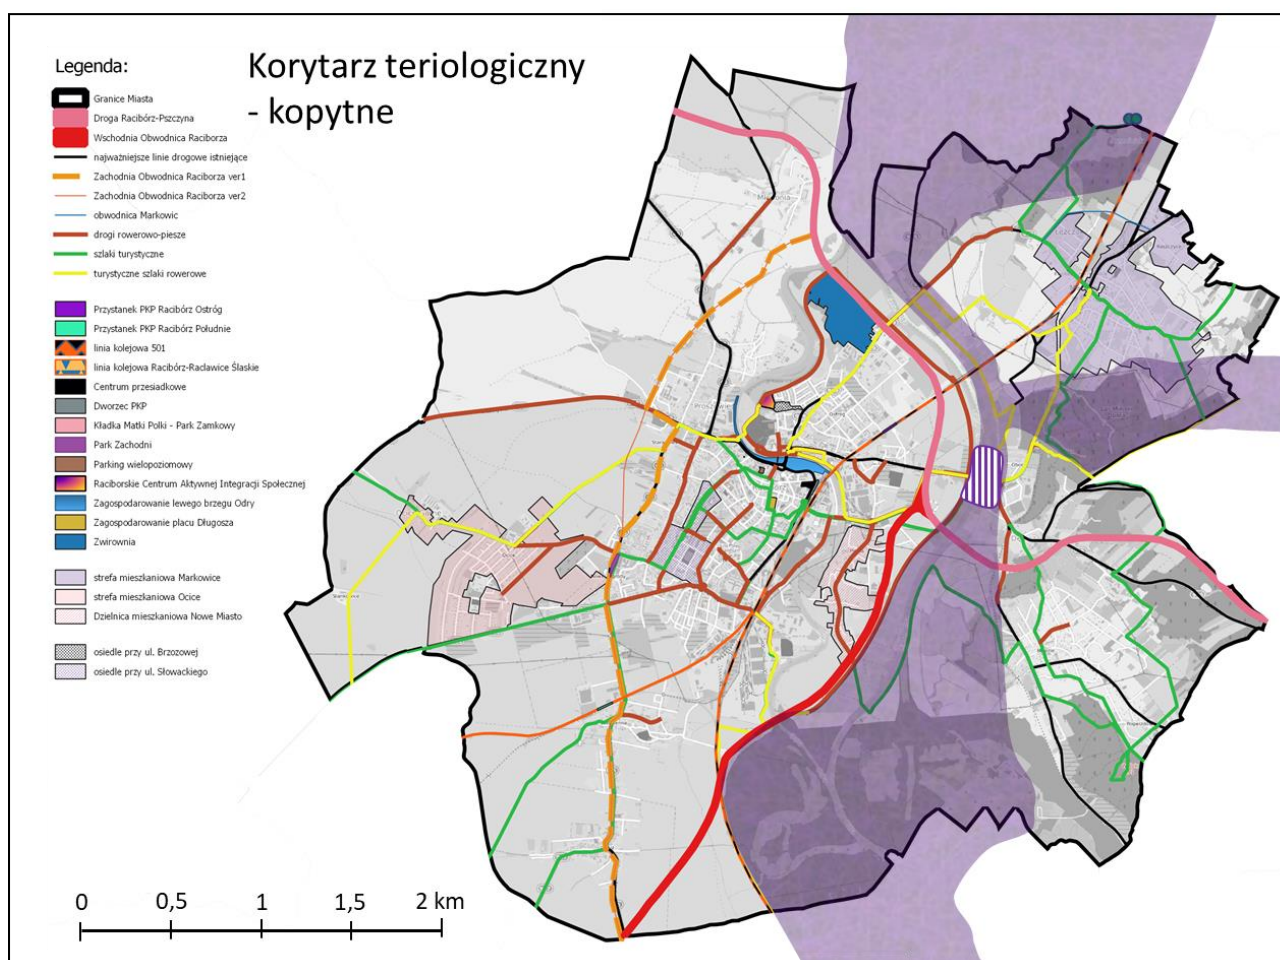 Korytarz teriologiczny
- kopytne
Legenda:
Granice Miasta
Droga Racibórz-Pszczyna
Wschodnia Obwodnica Raciborza
najważniejsze linie drogowe istniejące
Zachodnia Obwodnica Raciborza ver1
Zachodnia Obwodnica Raciborza ver2
obwodnica Markowic
drogi rowerowo-piesze
szlaki turystyczne
turystyczne szlaki rowerowe
Przystanek PKP Racibórz Ostróg
Przystanek PKP Racibórz Południe
linia kolejowa 501
linia kolejowa Racibórz-Racławice Śląskie
Centrum przesiadkowe
Dworzec PKP
Kładka Matki Polki - Park Zamkowy
Park Zachodni
Parking wielopoziomowy
Raciborskie Centrum Aktywnej Integracji Społecznej
Zagospodarowanie lewego brzegu Odry
Zagospodarowanie placu Długosza
Zwirownia
strefa mieszkaniowa Markowice
strefa mieszkaniowa Ocice
Dzielnica mieszkaniowa Nowe Miasto
osiedle przy ul. Brzozowej
osiedle przy ul. Słowackiego
0 0,5 1 1,5 2 km